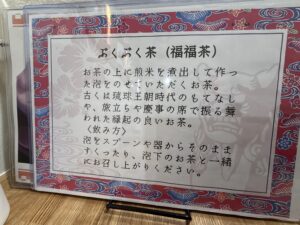 ぶくぶく茶（福福茶）
お茶の上に煎米を煮出して作っ
た泡をのせていただくお茶。
古くは琉球王朝時代のもてなし
や、旅立ちや慶事の席で振る舞
われた縁起の良いお茶。
（飲み方）
泡をスプーンや器からそのまま
すくったり、泡下のお茶と一緒
にお召し上がりください。